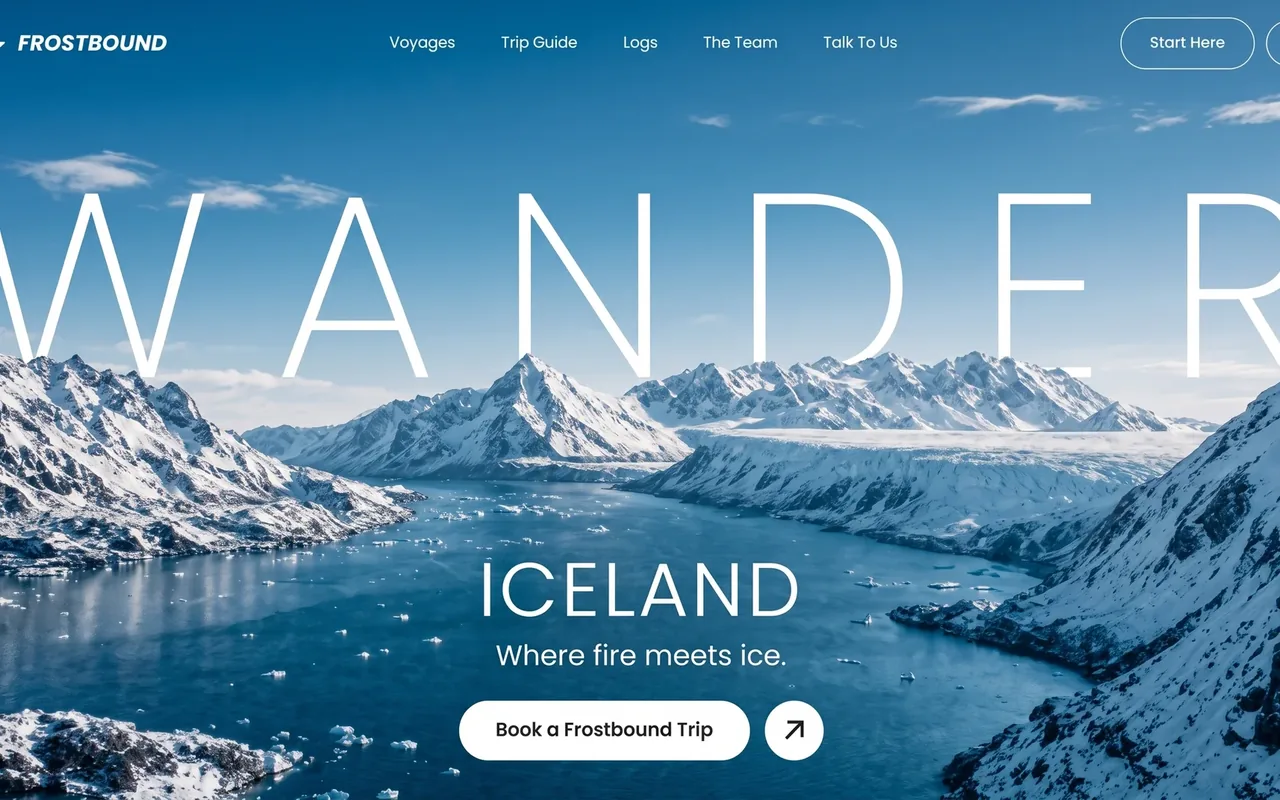 FROSTBOUND
Voyages
Trip Guide
Logs
The Team
Talk To Us
Start Here
WANDER
ICELAND
Where fire meets ice.
Book a Frostbound Trip